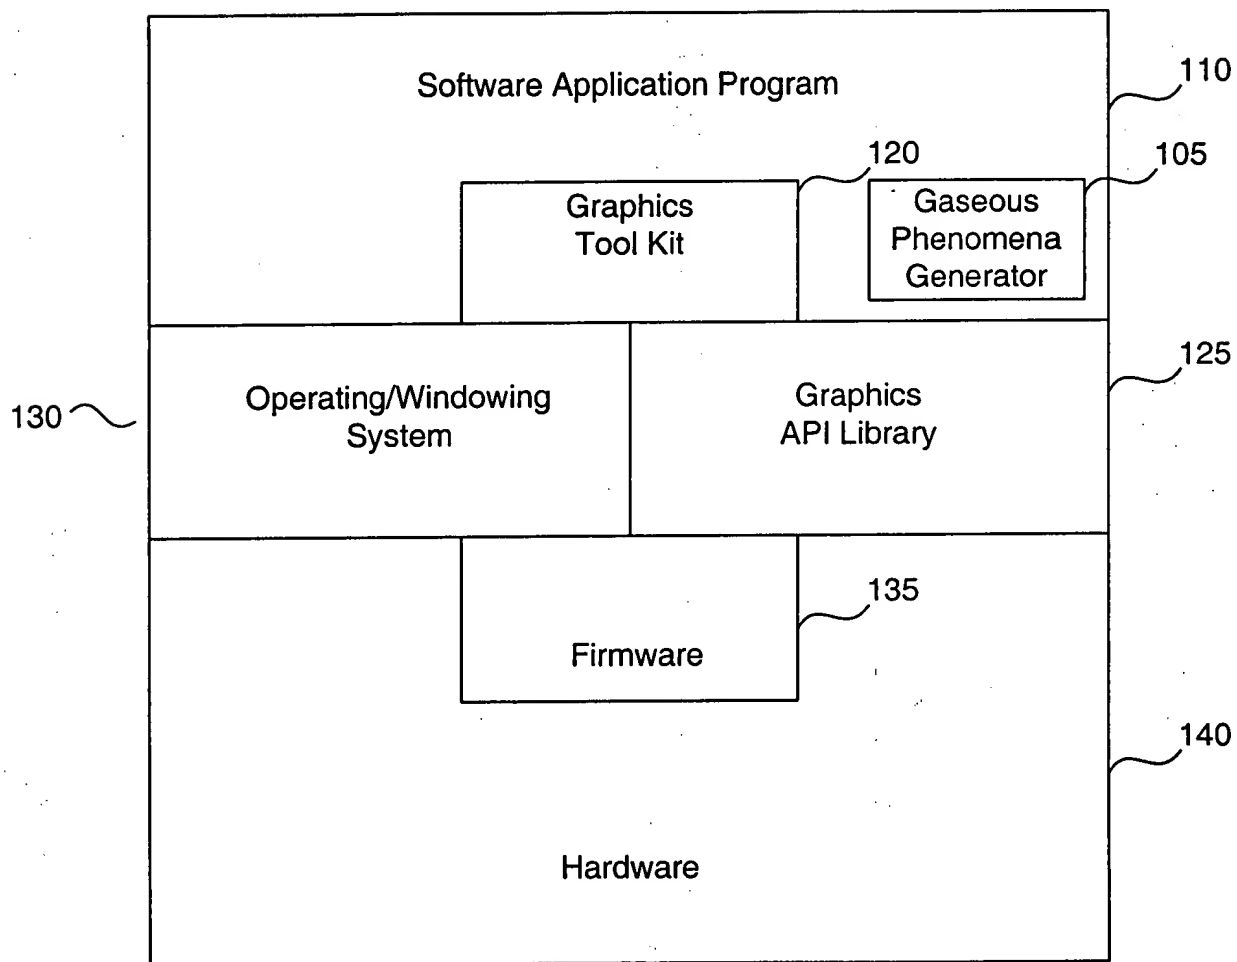 Software Application Program
110
120
105
Graphics
Tool Kit
Gaseous
Phenomena
Generator
125
130
Operating/Windowing
System
Graphics
API Library
135
Firmware
140
Hardware